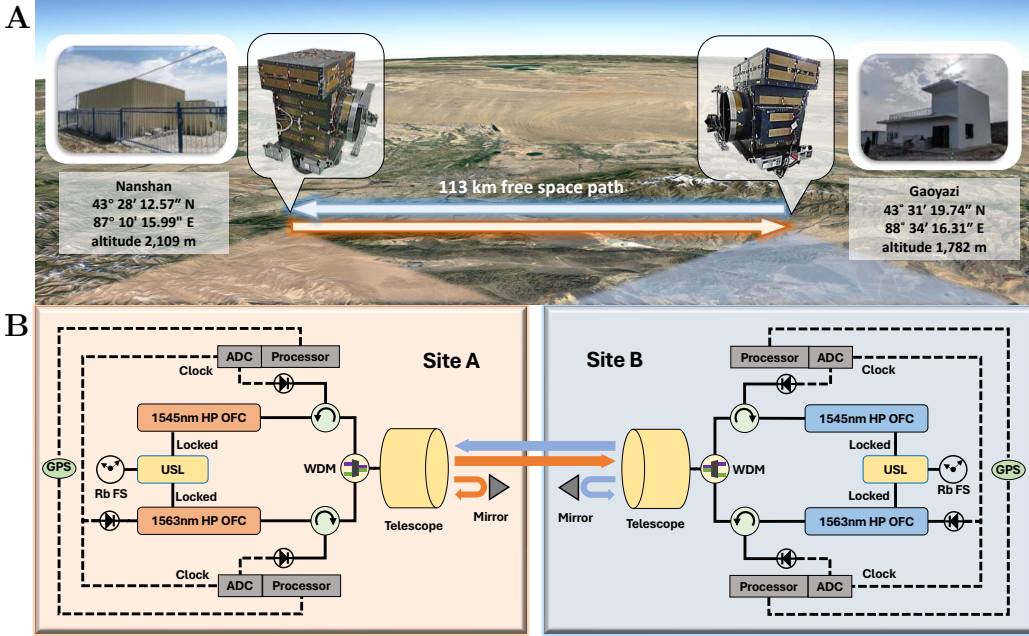 A
113 km free space path
Nanshan
43° 28′ 12.57″ N
87° 10' 15.99" E
altitude 2,109 m
Gaoyazi
43° 31′ 19.74″ N
88° 34′ 16.31″ E
altitude 1,782 m
B
Site A
ADC Processor
Clock
1545nm HP OFC
Locked
GPS
Rb FS
USL
WDM
Locked
1563nm HP OFC
Telescope
Mirror
Clock
ADC Processor
Site B
Processor ADC
Clock
1545nm HP OFC
Locked
WDM
USL
Rb FS
GPS
Locked
1563nm HP OFC
Mirror
Telescope
Clock
Processor ADC